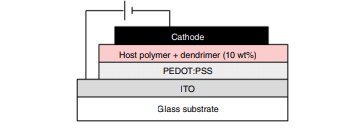 Cathode
Host polymer + dendrimer (10 wt%)
PEDOT:PSS
ITO
Glass substrate